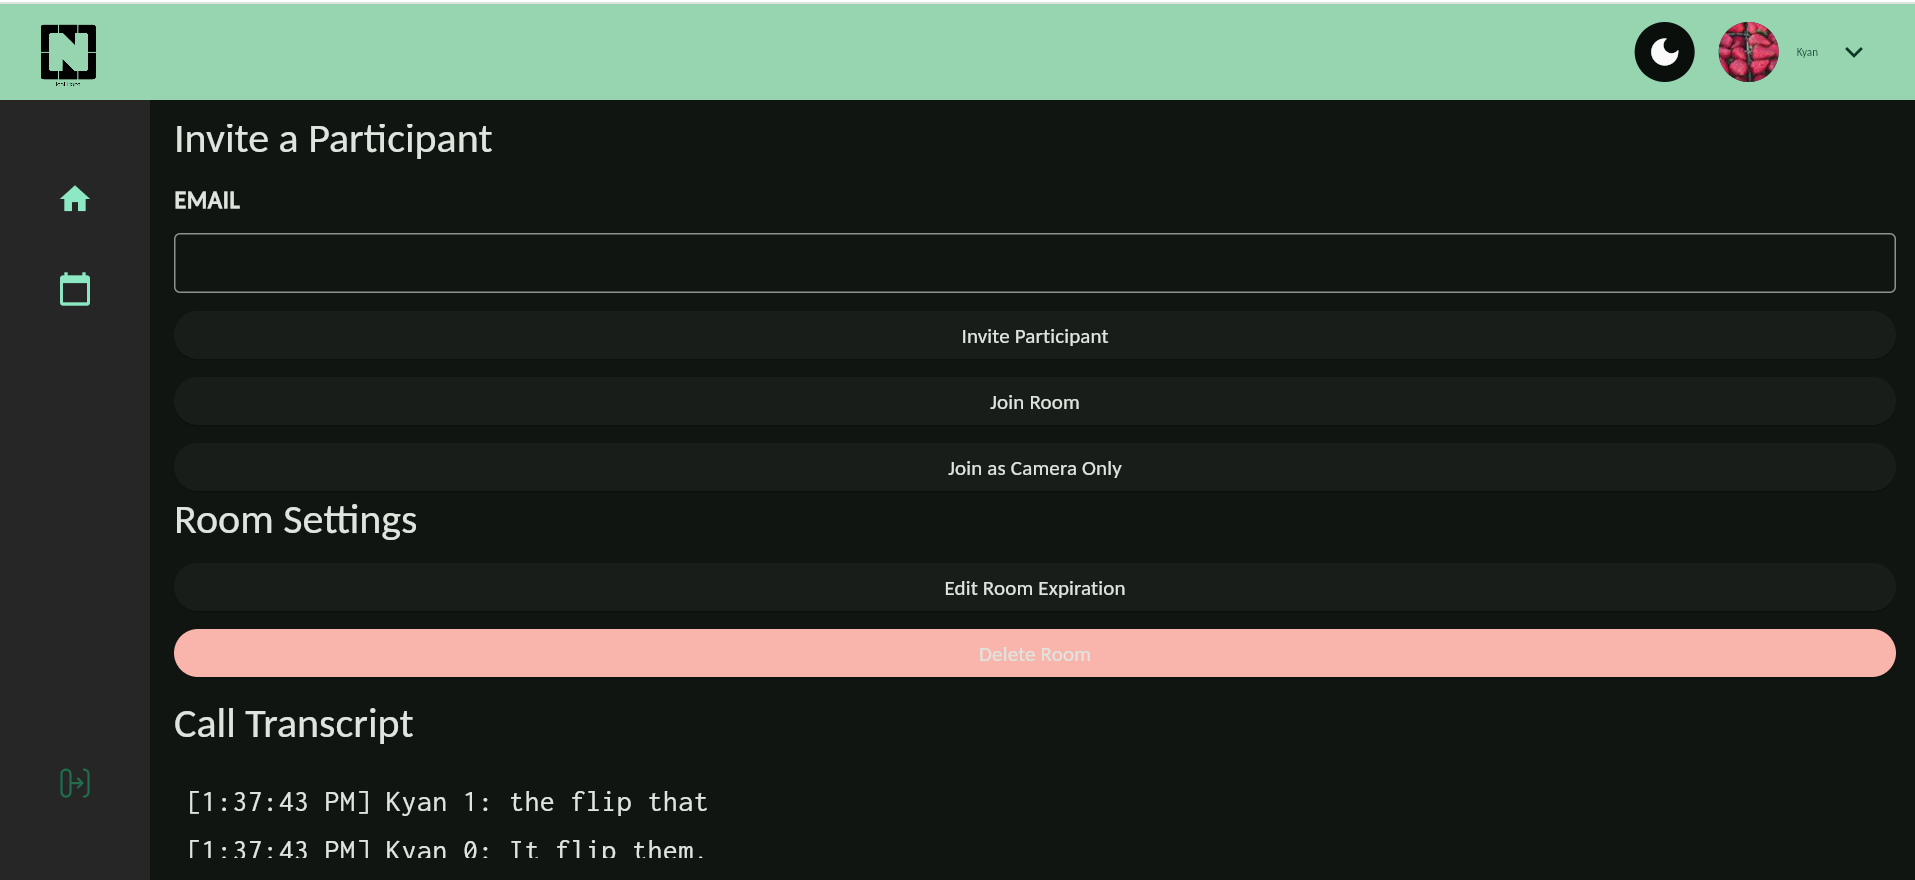 Kyan
Invite a Participant
EMAIL
Invite Participant
Join Room
Join as Camera Only
Room Settings
Edit Room Expiration
Delete Room
Call Transcript
[1:37:43 PM] Kyan 1: the flip that
[1:37:43 PM] Kyan 0: It flip them.